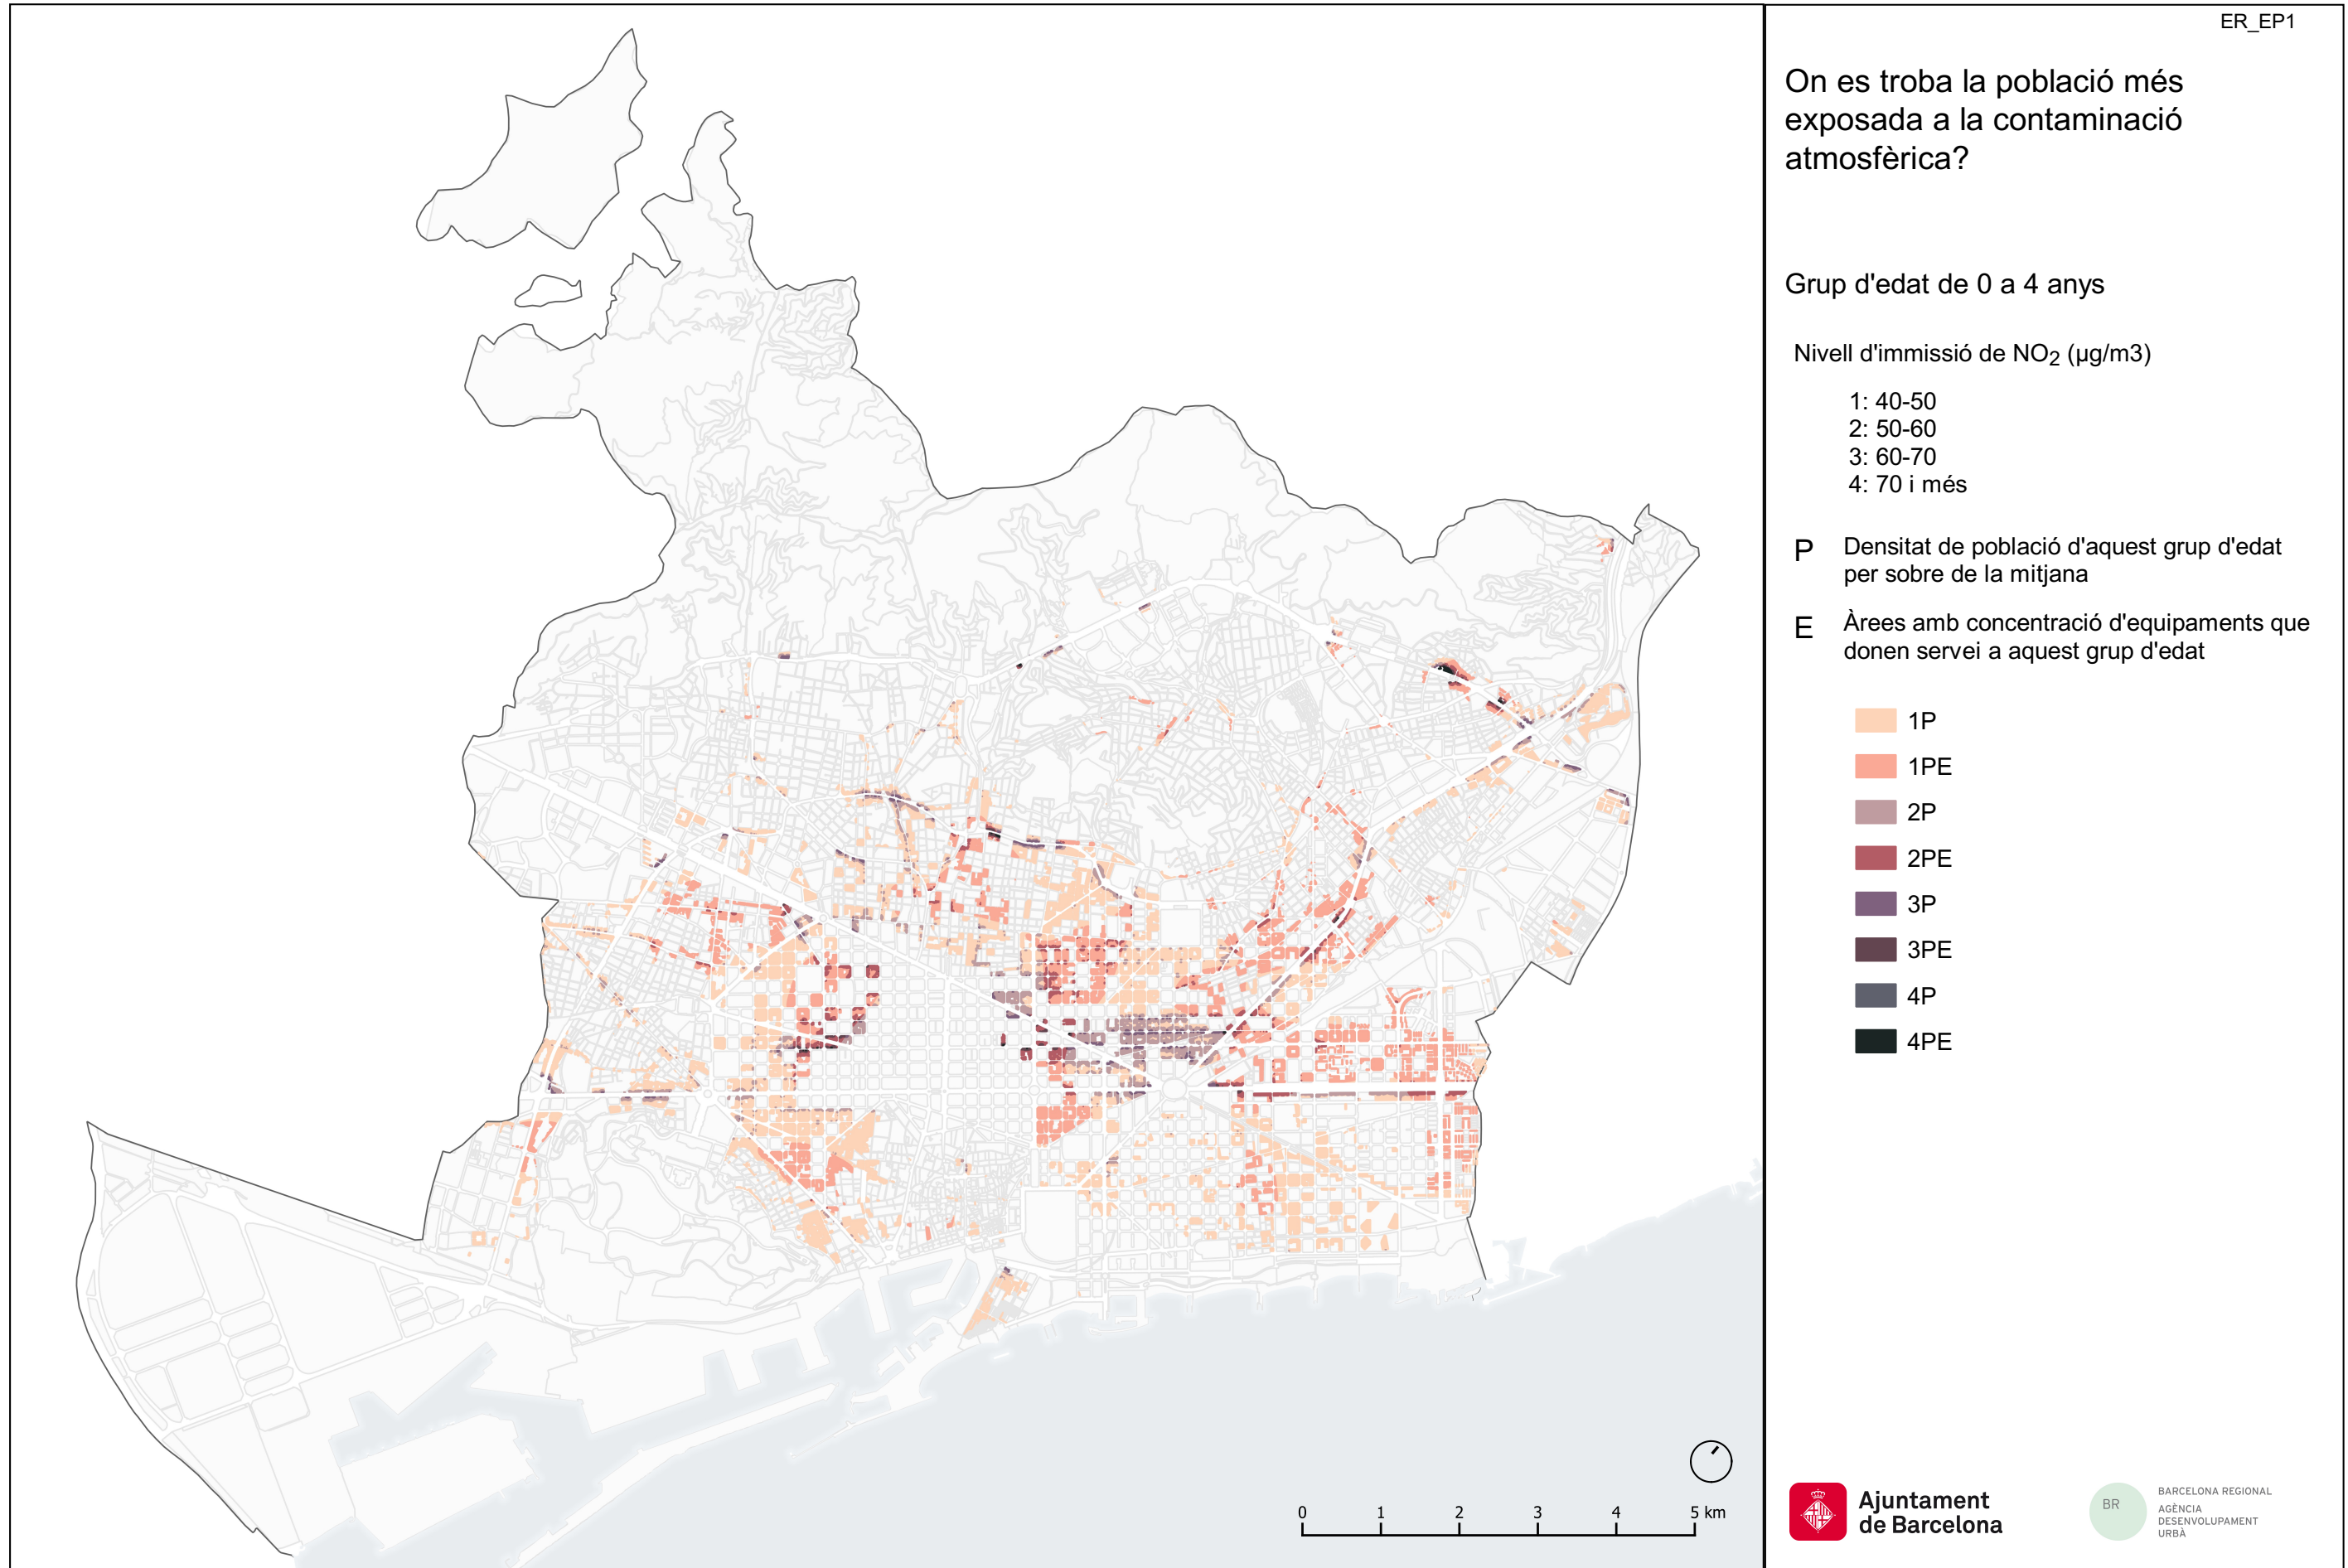 ER_EP1
On es troba la població més
exposada a la contaminació
atmosfèrica?
Grup d'edat de 0 a 4 anys
Nivell d'immissió de NO2 (µg/m3)
1: 40-50
2: 50-60
3: 60-70
4: 70 i més
P Densitat de població d'aquest grup d'edat
per sobre de la mitjana
E Àrees amb concentració d'equipaments que
donen servei a aquest grup d'edat
1P
1PE
2P
2PE
3P
3PE
4P
4PE
0 1 2 3 4 5 km
Ajuntament
de Barcelona
BR
BARCELONA REGIONAL
AGÈNCIA
DESENVOLUPAMENT
URBÀ